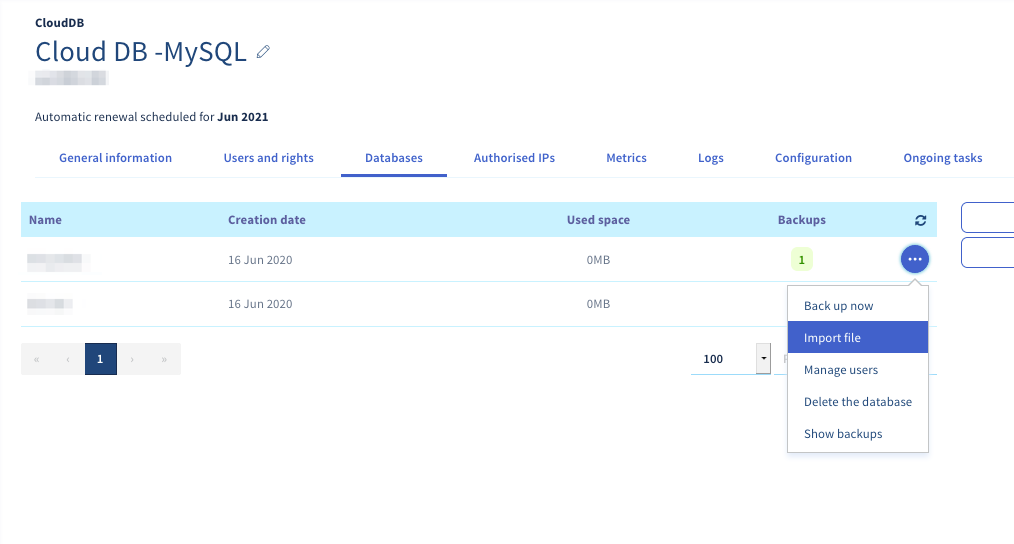 CloudDB
Cloud DB -MySQL
Automatic renewal scheduled for Jun 2021
General information Users and rights Databases Authorised IPs Metrics Logs Configuration Ongoing tasks
Name Creation date Used space Backups
16 Jun 2020 0MB 1 ...
16 Jun 2020 0MB
Back up now
Import file
« ‹ 1 › » 100
Manage users
Delete the database
Show backups